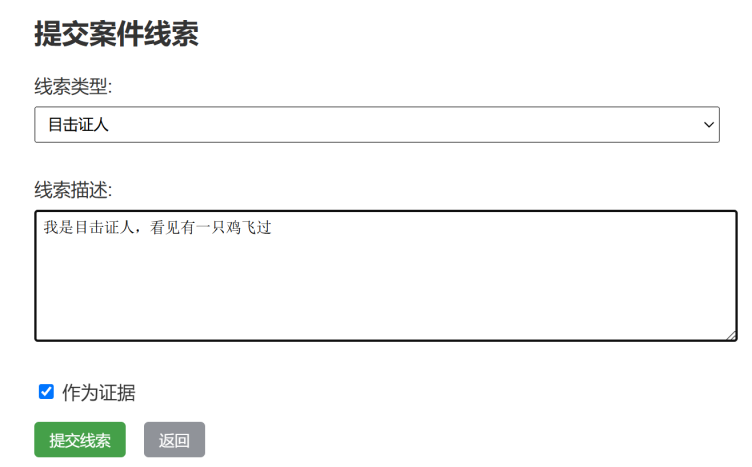 提交案件线索
线索类型:
目击证人
线索描述:
我是目击证人，看见有一只鸡飞过
作为证据
提交线索 返回